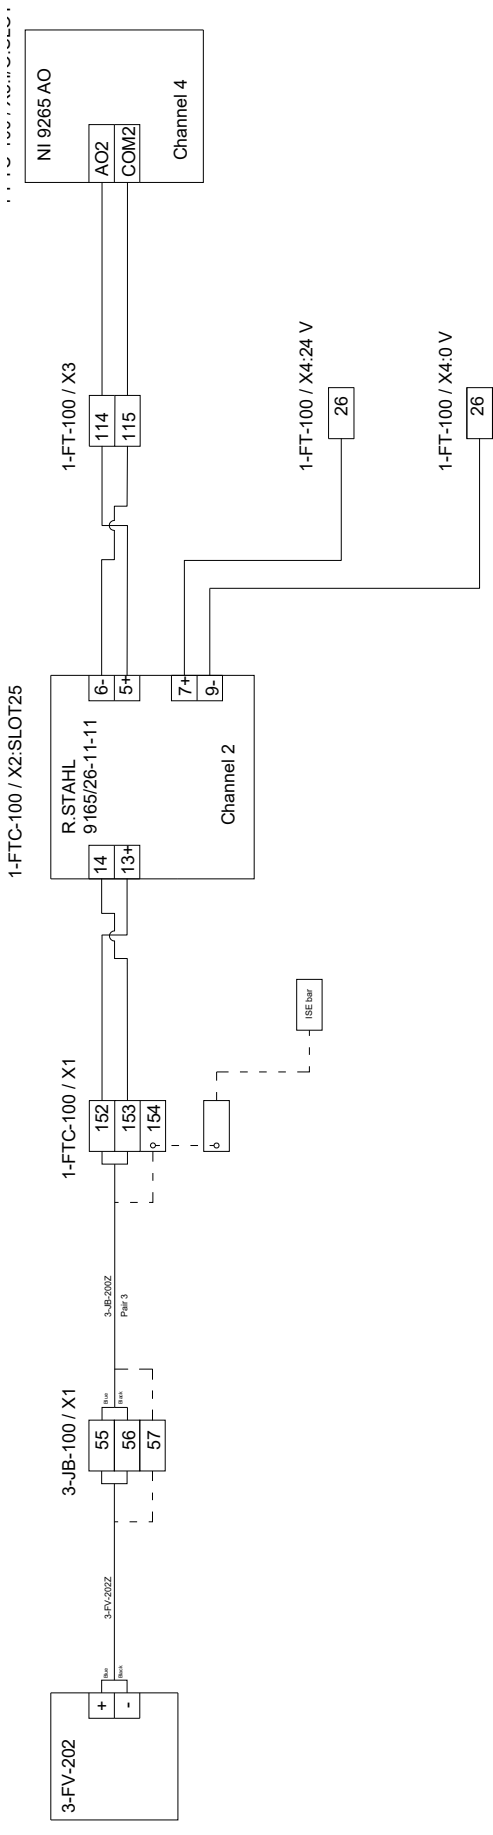 NI 9265 AO
Channel 4
AO2
COM2
1-FT-100 / X3
114
115
1-FT-100 / X4:24 V
26
1-FT-100 / X4:0 V
26
1-FTC-100 / X2:SLOT25
R.STAHL
9165/26-11-11
Channel 2
6-
5+
7+
9-
14
13+
ISE bar
1-FTC-100 / X1
152
153
154
3-JB-200Z
Pair 3
3-JB-100 / X1
Blue
Black
55
56
57
3-FV-202Z
Blue
Black
3-FV-202
+
-